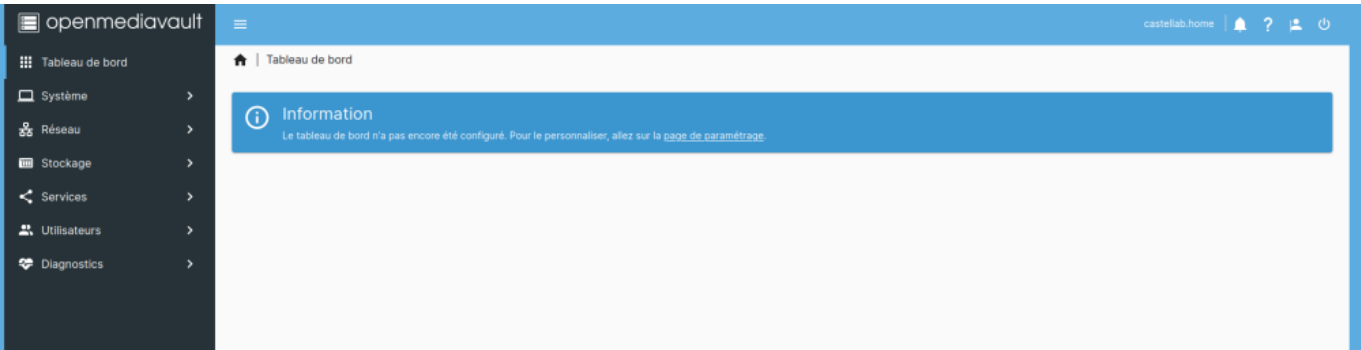 openmediavault
castellab.home
Tableau de bord
Tableau de bord
Système
Réseau
Stockage
Services
Utilisateurs
Diagnostics
Information
Le tableau de bord n'a pas encore été configuré. Pour le personnaliser, allez sur la page de paramétrage.